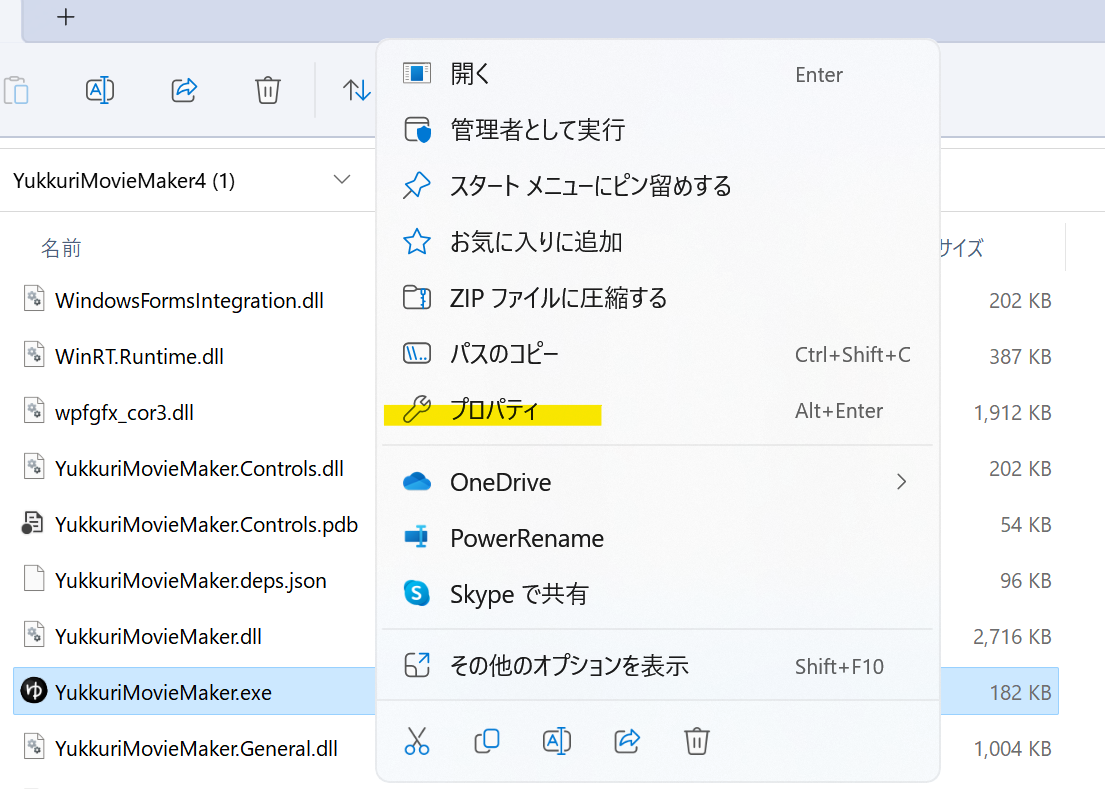 開く Enter
管理者として実行
スタート メニューにピン留めする
YukkuriMovieMaker4 (1)
お気に入りに追加
名前 サイズ
ZIP ファイルに圧縮する
WindowsFormsIntegration.dll 202 KB
パスのコピー Ctrl+Shift+C
WinRT.Runtime.dll 387 KB
プロパティ Alt+Enter
wpfgfx_cor3.dll 1,912 KB
YukkuriMovieMaker.Controls.dll 202 KB
OneDrive
YukkuriMovieMaker.Controls.pdb 54 KB
PowerRename
YukkuriMovieMaker.deps.json 96 KB
Skype で共有
YukkuriMovieMaker.dll 2,716 KB
その他のオプションを表示 Shift+F10
YukkuriMovieMaker.exe 182 KB
YukkuriMovieMaker.General.dll 1,004 KB